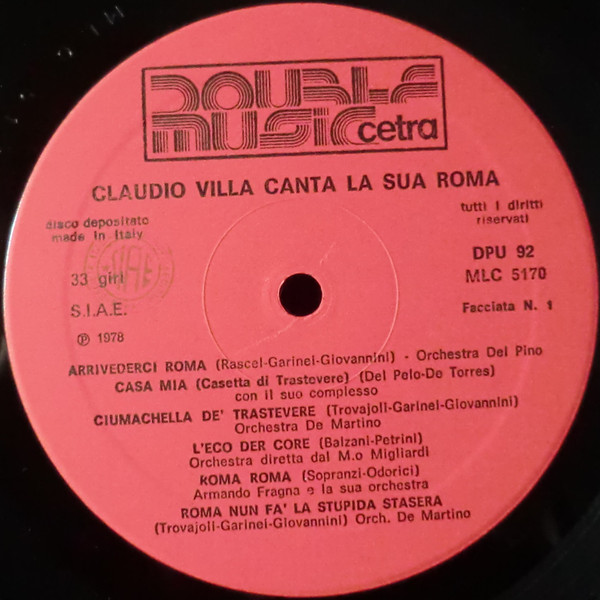 DOUBLE
MUSIC cetra
CLAUDIO VILLA CANTA LA SUA ROMA
disco depositato
made in Italy
tutti i diritti
riservati
33 giri
S.I.A.E.
℗ 1978
DPU 92
MLC 5170
Facciata N. 1
ARRIVEDERCI ROMA (Rascel-Garinei-Giovannini) - Orchestra Del Pino
CASA MIA (Casetta di Trastevere) (Del Pelo-De Torres)
con il suo complesso
CIUMACHELLA DE' TRASTEVERE (Trovajoli-Garinei-Giovannini)
Orchestra De Martino
L'ECO DER CORE (Balzani-Petrini)
Orchestra diretta dal M.o Migliardi
ROMA ROMA (Sopranzi-Odorici)
Armando Fragna e la sua orchestra
ROMA NUN FA' LA STUPIDA STASERA
(Trovajoli-Garinei-Giovannini) Orch. De Martino